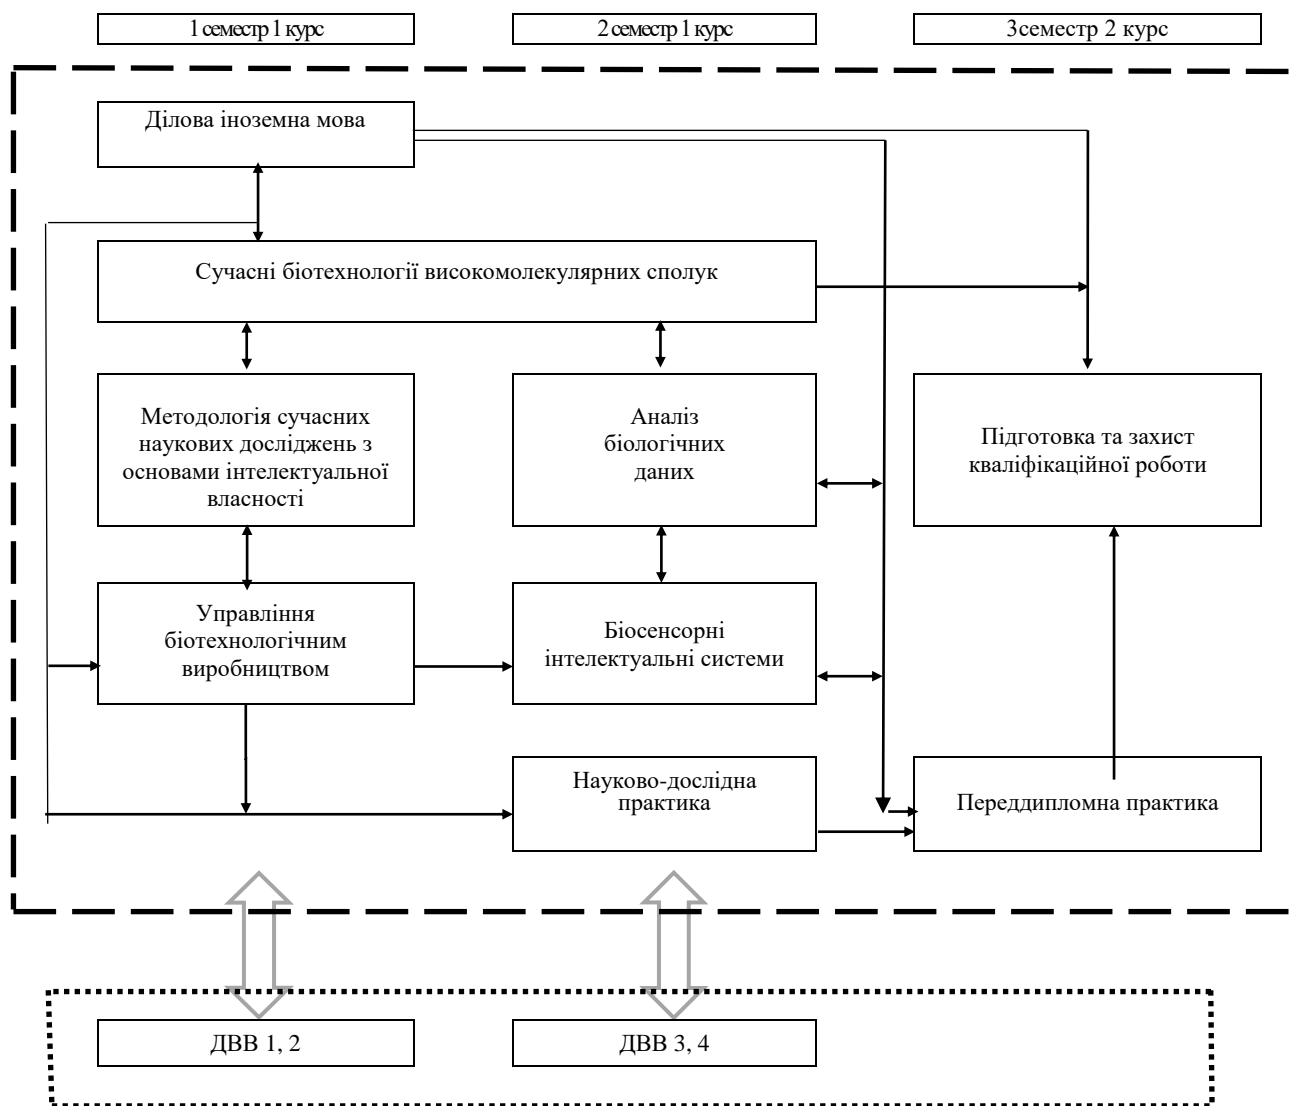 1 семестр 1 курс
2 семестр 1 курс
3семестр 2 курс
Ділова іноземна мова
Сучасні біотехнології високомолекулярних сполук
Методологія сучасних
наукових досліджень з
основами інтелектуальної
власності
Аналіз
біологічних
даних
Підготовка та захист
кваліфікаційної роботи
Управління
біотехнологічним
виробництвом
Біосенсорні
інтелектуальні системи
Науково-дослідна
практика
Переддипломна практика
ДВВ 1, 2
ДВВ 3, 4